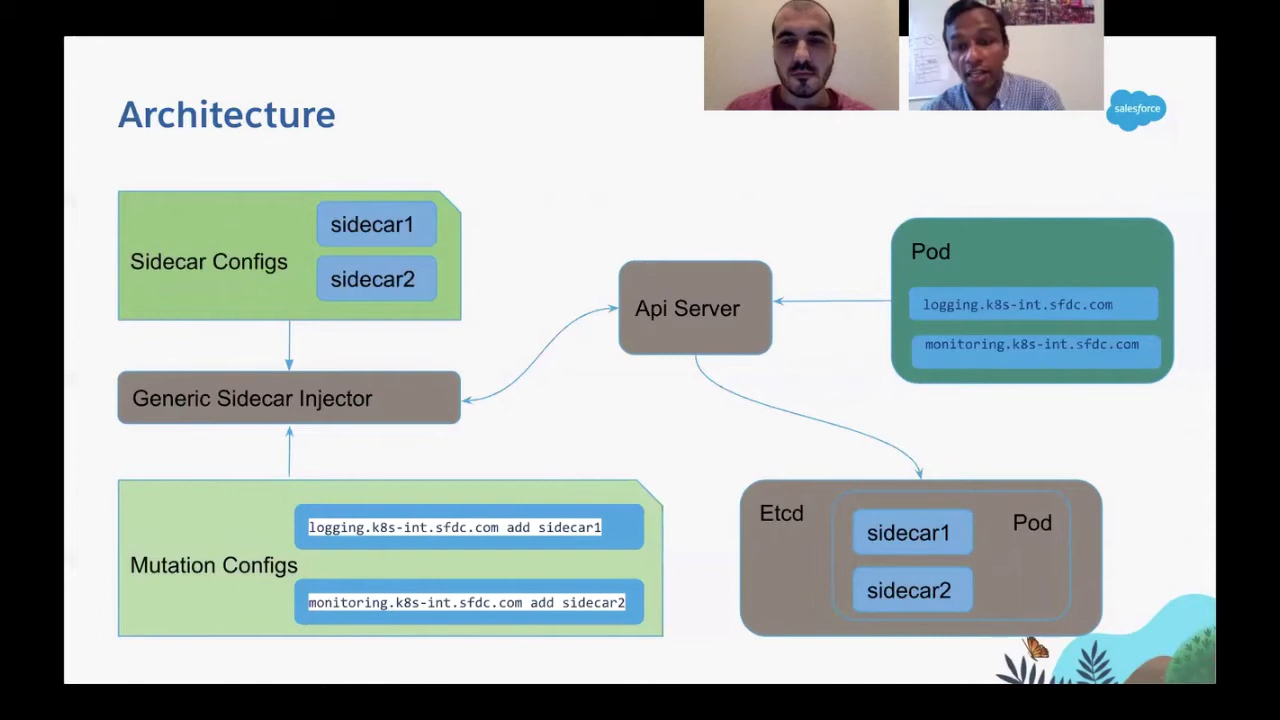 Architecture
salesforce
Sidecar Configs
sidecar1
sidecar2
Generic Sidecar Injector
Mutation Configs
logging.k8s-int.sfdc.com add sidecar1
monitoring.k8s-int.sfdc.com add sidecar2
Api Server
Pod
logging.k8s-int.sfdc.com
monitoring.k8s-int.sfdc.com
Etcd
sidecar1
sidecar2
Pod